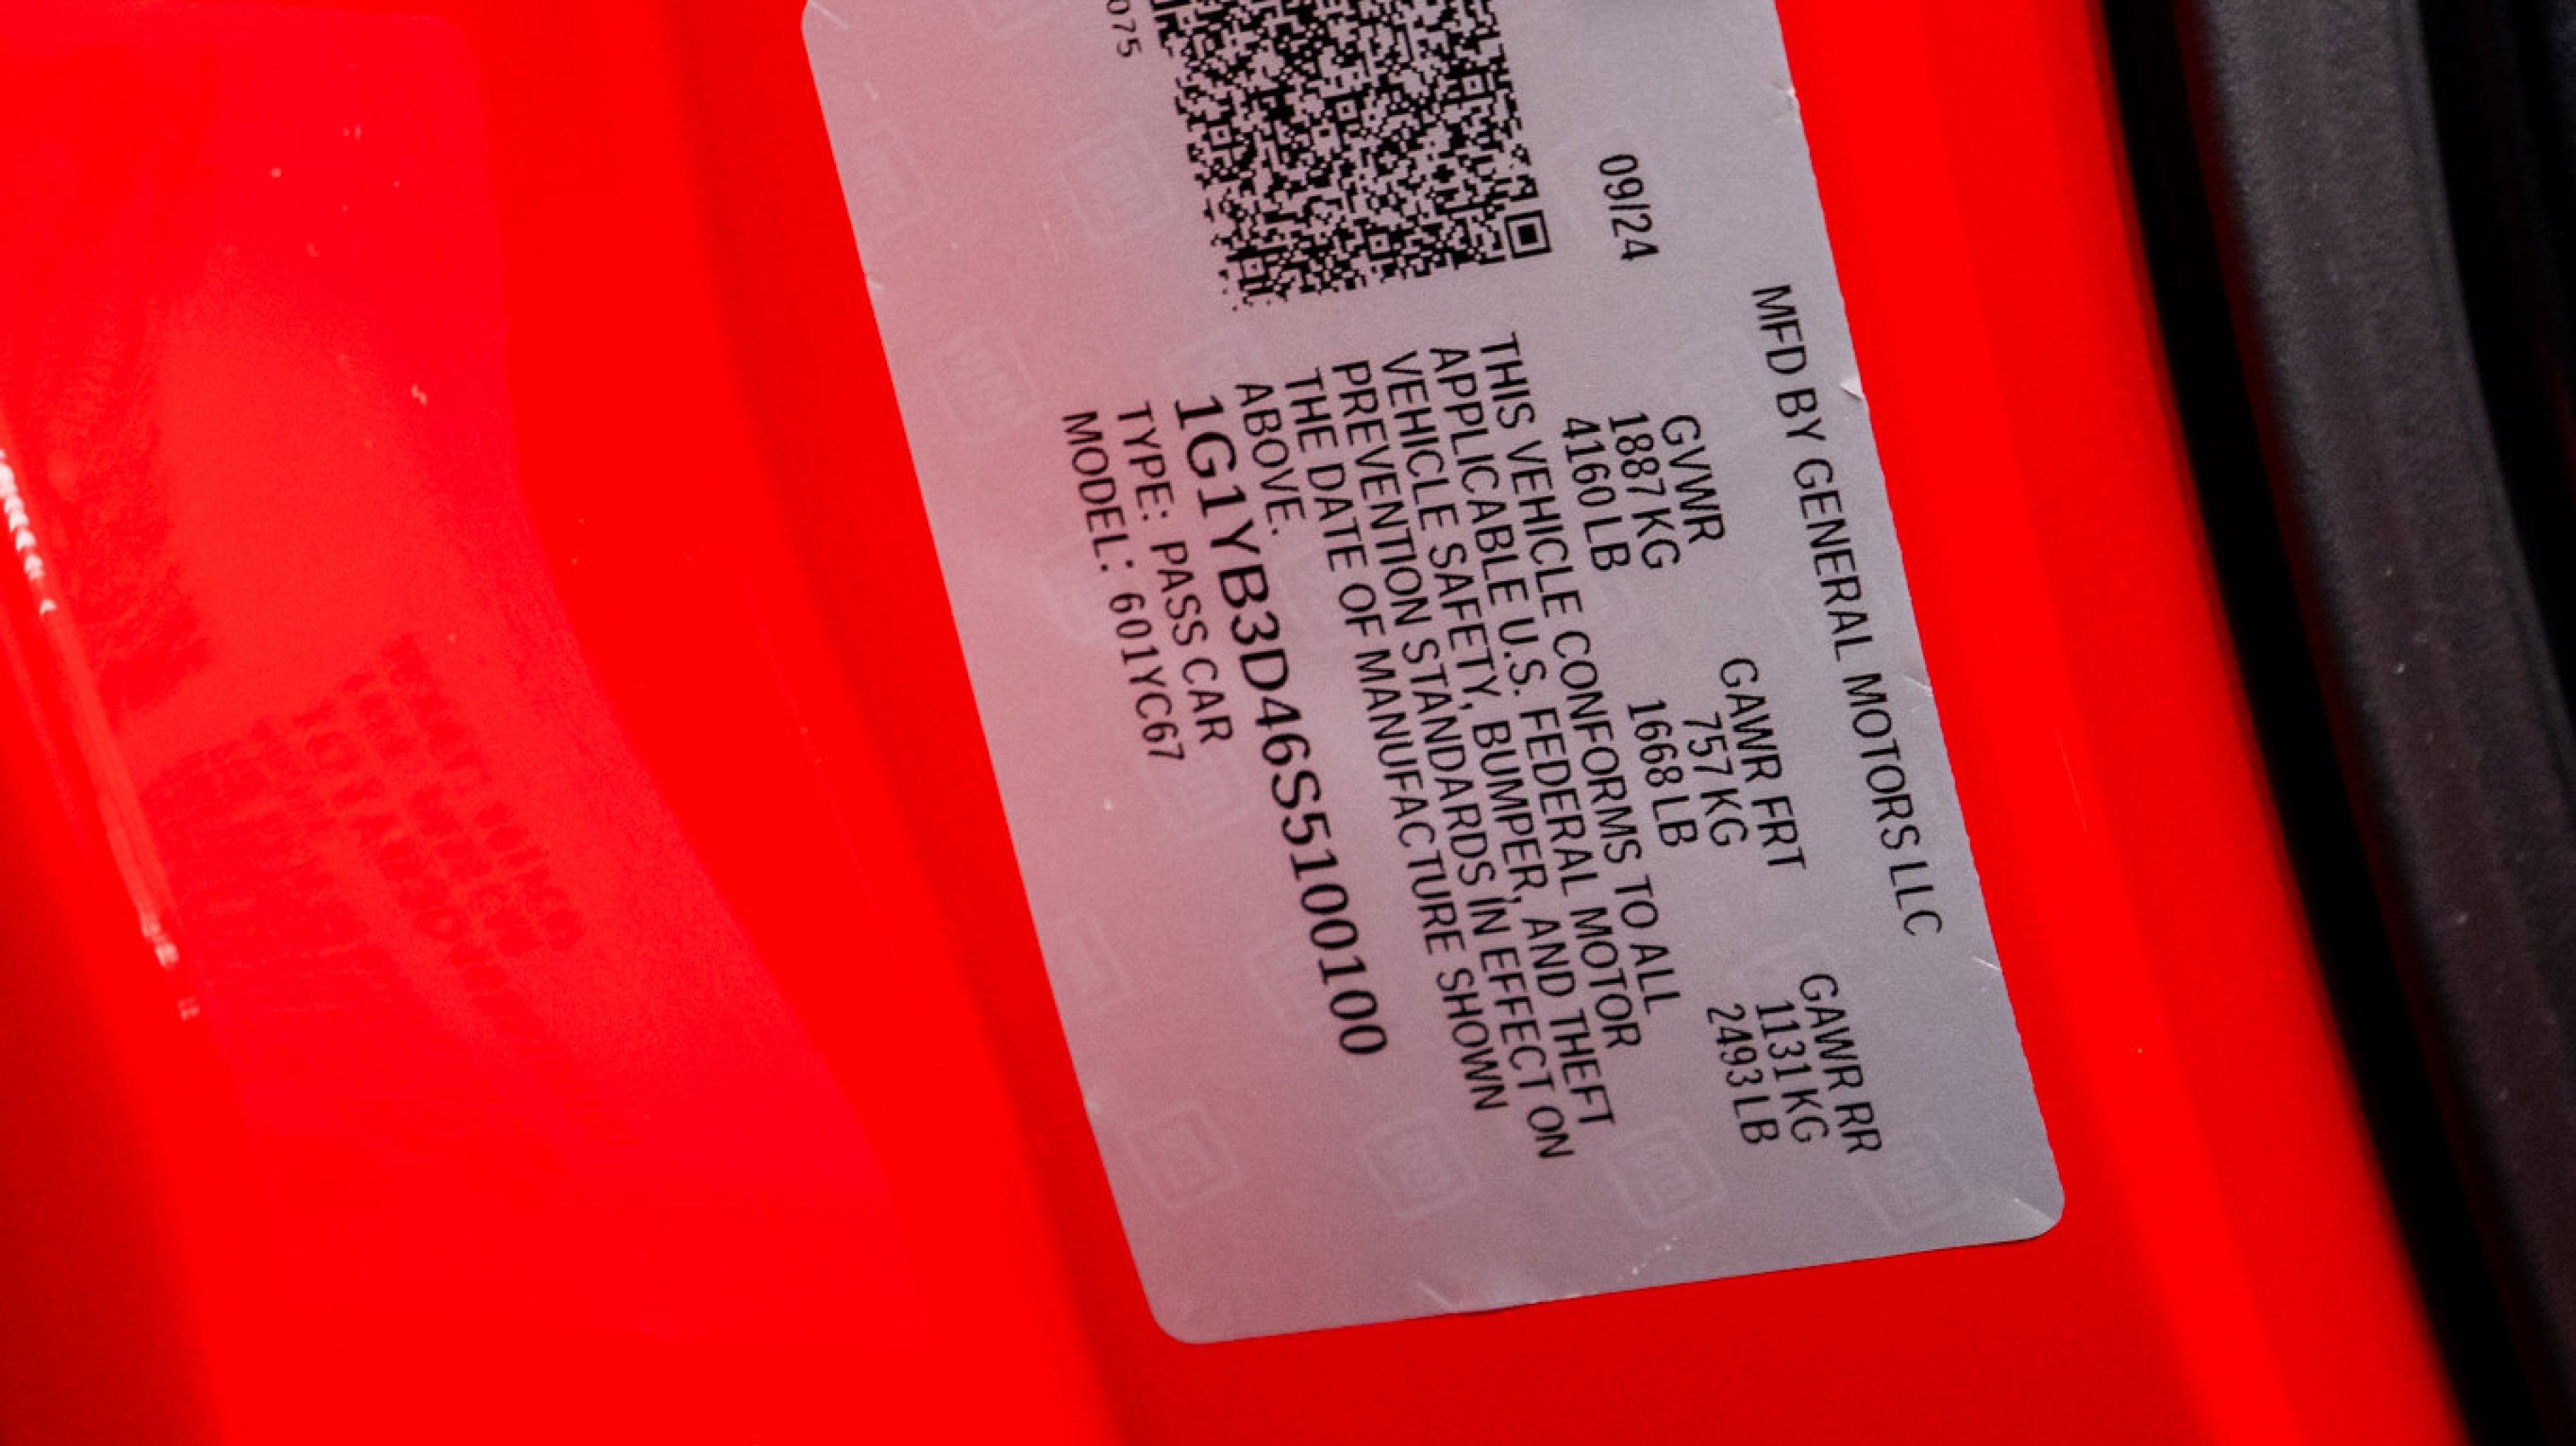 MFD BY GENERAL MOTORS LLC
09/24
GVWR GAWR FRT GAWR RR
1887 KG 757 KG 1131 KG
4160 LB 1668 LB 2493 LB
THIS VEHICLE CONFORMS TO ALL
APPLICABLE U.S. FEDERAL MOTOR
VEHICLE SAFETY, BUMPER, AND THEFT
PREVENTION STANDARDS IN EFFECT ON
THE DATE OF MANUFACTURE SHOWN
ABOVE.
1G1YB3D46S5100100
TYPE: PASS CAR
MODEL: 601YC67
075